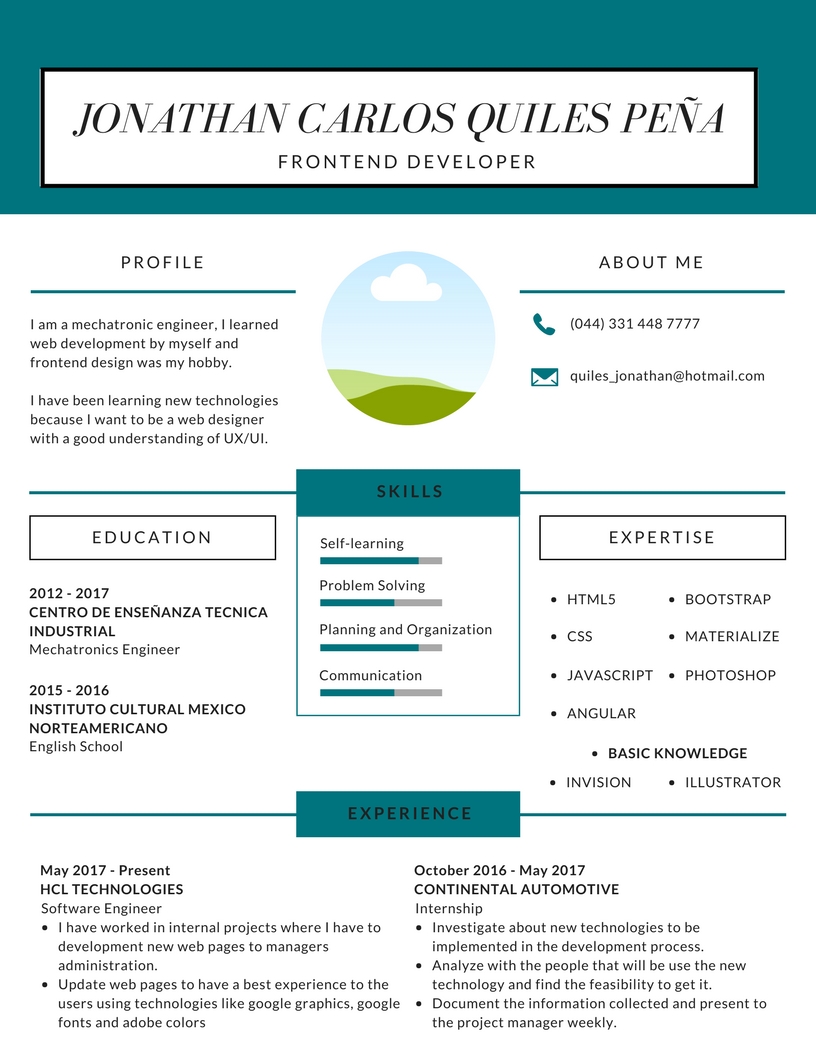 JONATHAN CARLOS QUILES PEÑA
FRONTEND DEVELOPER
PROFILE
I am a mechatronic engineer, I learned
web development by myself and
frontend design was my hobby.
I have been learning new technologies
because I want to be a web designer
with a good understanding of UX/UI.
ABOUT ME
(044) 331 448 7777
quiles_jonathan@hotmail.com
EDUCATION
2012 - 2017
CENTRO DE ENSEÑANZA TECNICA
INDUSTRIAL
Mechatronics Engineer
2015 - 2016
INSTITUTO CULTURAL MEXICO
NORTEAMERICANO
English School
SKILLS
Self-learning
Problem Solving
Planning and Organization
Communication
EXPERTISE
• HTML5
• CSS
• JAVASCRIPT
• ANGULAR
• BOOTSTRAP
• MATERIALIZE
• PHOTOSHOP
• BASIC KNOWLEDGE
• INVISION
• ILLUSTRATOR
EXPERIENCE
May 2017 - Present
HCL TECHNOLOGIES
Software Engineer
• I have worked in internal projects where I have to
development new web pages to managers
administration.
• Update web pages to have a best experience to the
users using technologies like google graphics, google
fonts and adobe colors
October 2016 - May 2017
CONTINENTAL AUTOMOTIVE
Internship
• Investigate about new technologies to be
implemented in the development process.
• Analyze with the people that will be use the new
technology and find the feasibility to get it.
• Document the information collected and present to
the project manager weekly.